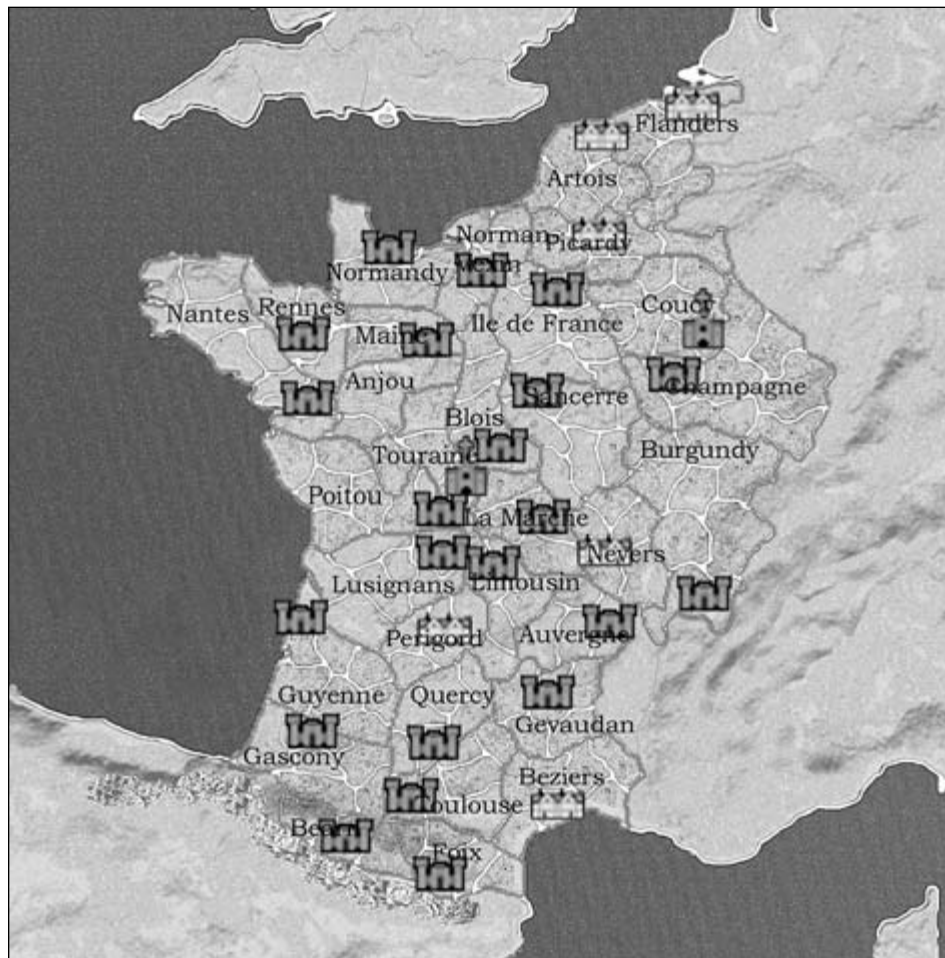 Flanders
Artois
Norman
Picardy
Normandy
Vexin
Coucy
Nantes
Rennes
Ile de France
Maine
Anjou
Sancerre
Champagne
Blois
Touraine
Burgundy
Poitou
La Marche
Nevers
Lusignans
Limousin
Perigord
Auvergne
Guyenne
Quercy
Gevaudan
Gascony
Beziers
Toulouse
Bearn
Foix